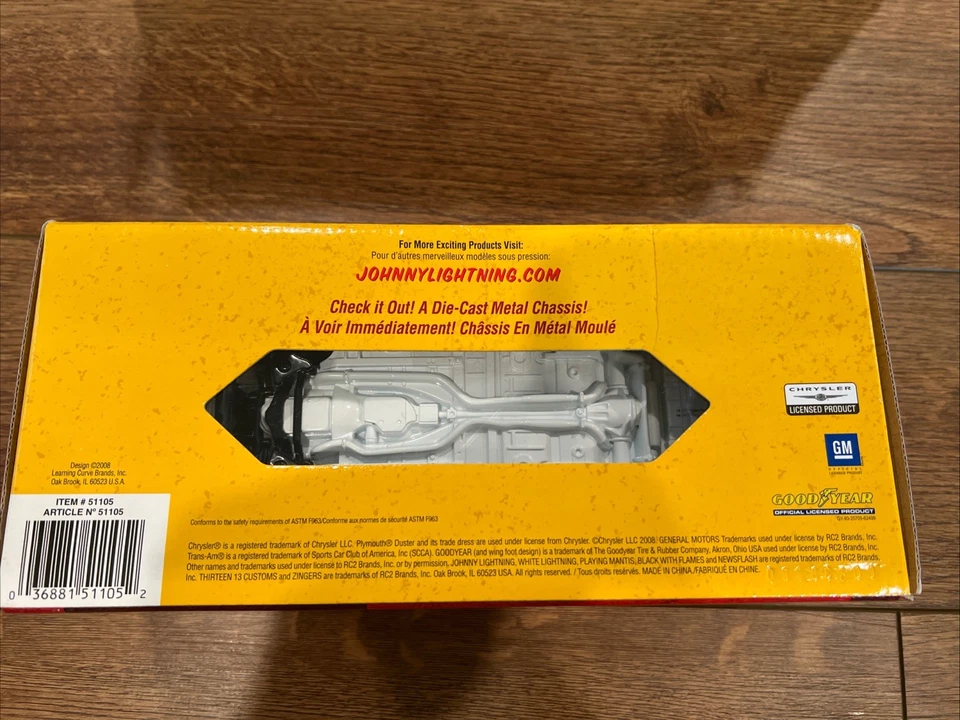 For More Exciting Products Visit:
Pour d'autres merveilleux modèles sous pression:
JOHNNYLIGHTNING.COM
Check it Out! A Die-Cast Metal Chassis!
À Voir Immédiatement! Châssis En Métal Moulé
CHRYSLER
LICENSED PRODUCT
GM
OFFICIAL
LICENSED PRODUCT
GOODYEAR
OFFICIAL LICENSED PRODUCT
Design ©2008
Learning Curve Brands, Inc.
Oak Brook, IL 60523 U.S.A.
ITEM # 51105
ARTICLE N° 51105
0 36881 51105 2
Conforms to the safety requirements of ASTM F963/Conforme aux normes de sécurité ASTM F963
Chrysler® is a registered trademark of Chrysler LLC. Plymouth® Duster and its trade dress are used under license from Chrysler. ©Chrysler LLC 2008. GENERAL MOTORS Trademarks used under license by RC2 Brands, Inc.
Trans-Am® is a registered trademark of Sports Car Club of America, Inc (SCCA). GOODYEAR (and wing foot design) is a trademark of The Goodyear Tire & Rubber Company, Akron, Ohio USA used under license by RC2 Brands, Inc.
Other names and trademarks used under license to RC2 Brands, Inc. or by permission, JOHNNY LIGHTNING, WHITE LIGHTNING, PLAYING MANTIS, BLACK WITH FLAMES and NEWSFLASH are trademarks of RC2 Brands,
Inc. THIRTEEN 13 CUSTOMS and ZINGERS are trademarks of RC2 Brands, Inc. Oak Brook, IL 60523 USA. All rights reserved. / Tous droits resérvés. MADE IN CHINA./FABRIQUÉ EN CHINE.